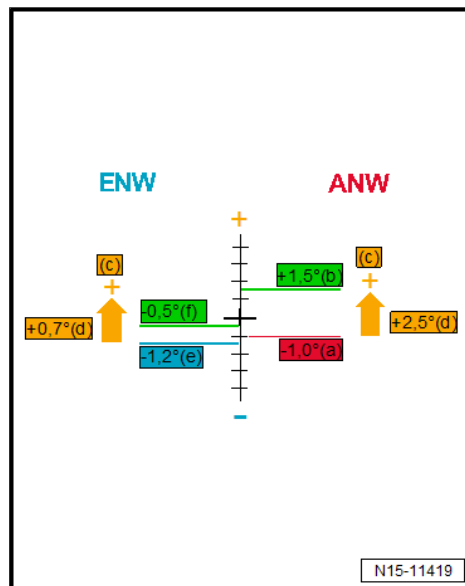 ENW ANW
+
(c) (c)
+ +
+1,5°(b)
-0,5°(f)
+0,7°(d) +2,5°(d)
-1,2°(e) -1,0°(a)
-
N15-11419